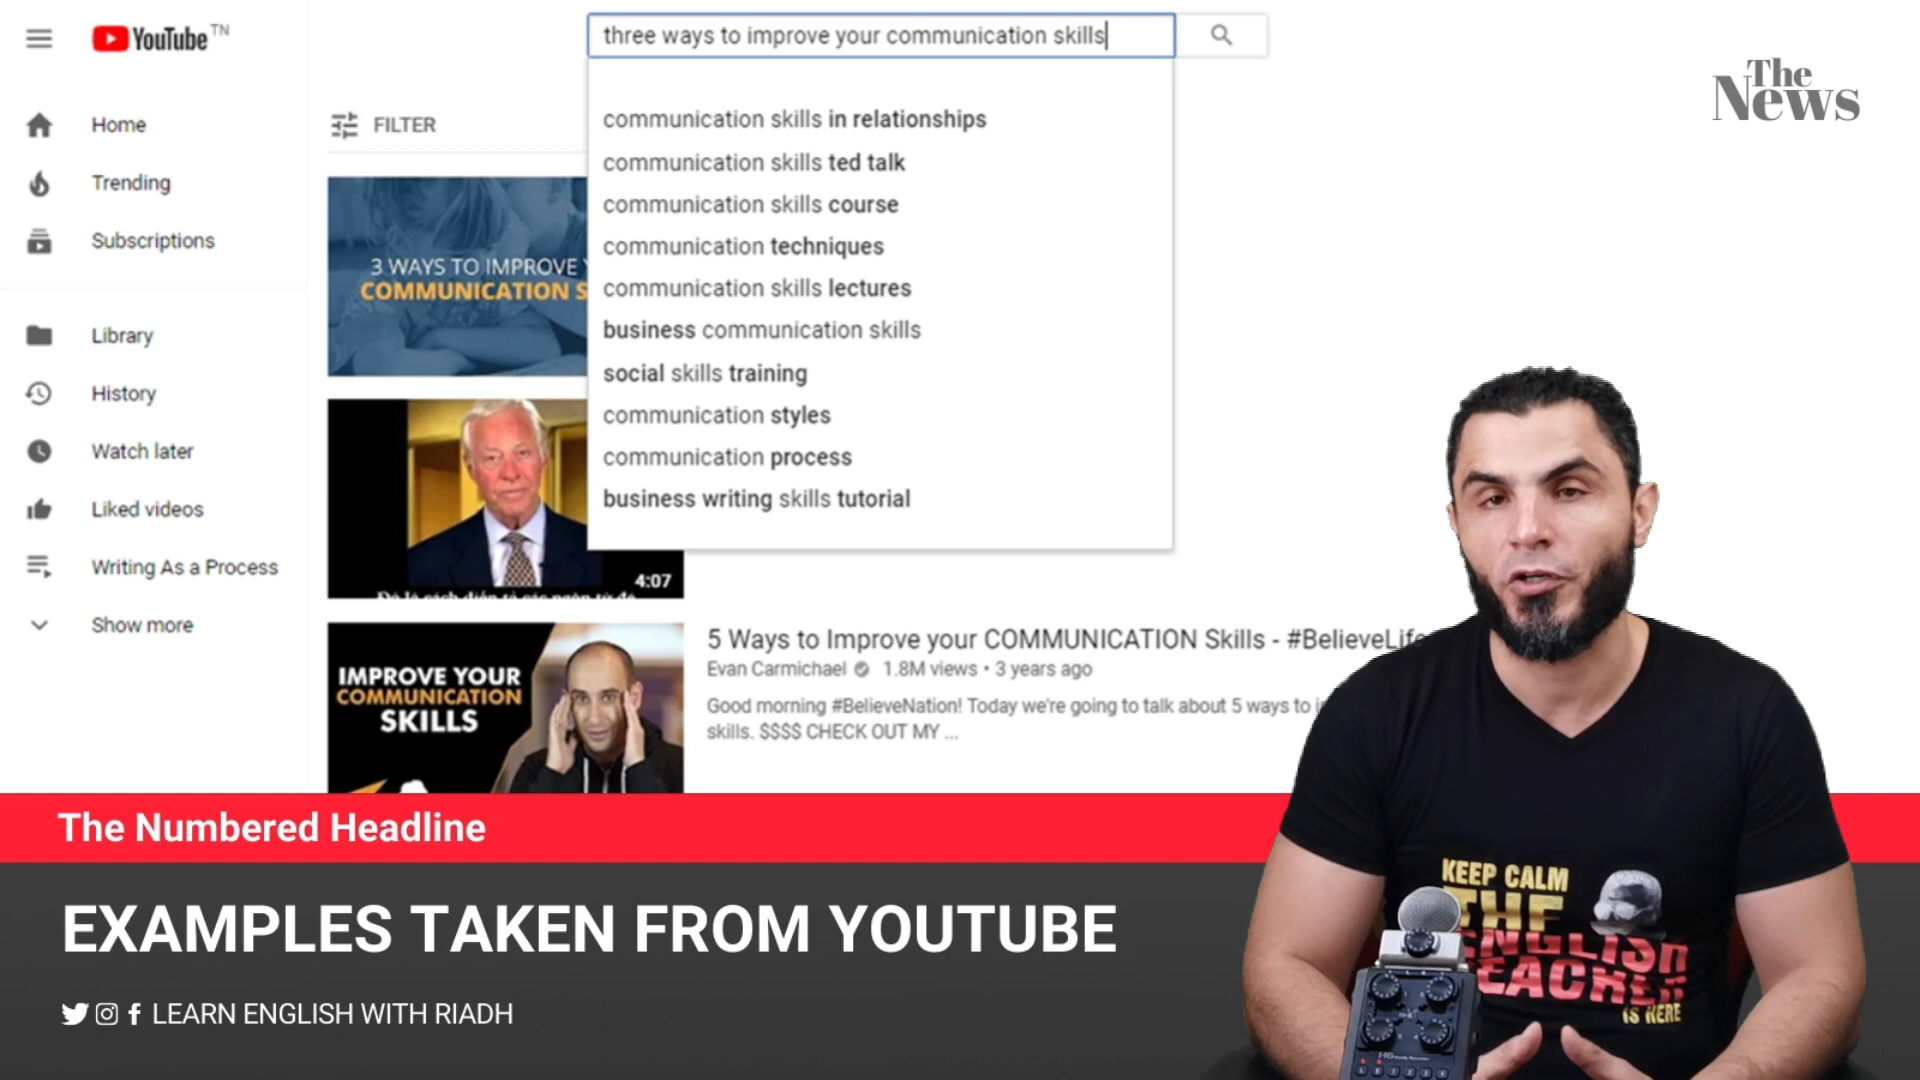 YouTube TN
three ways to improve your communication skills
The
News
Home
Trending
Subscriptions
Library
History
Watch later
Liked videos
Writing As a Process
Show more
FILTER
communication skills in relationships
communication skills ted talk
communication skills course
communication techniques
communication skills lectures
business communication skills
social skills training
communication styles
communication process
business writing skills tutorial
3 WAYS TO IMPROVE
COMMUNICATION S
4:07
IMPROVE YOUR
COMMUNICATION
SKILLS
5 Ways to Improve your COMMUNICATION Skills - #BelieveLife
Evan Carmichael 1.8M views • 3 years ago
Good morning #BelieveNation! Today we're going to talk about 5 ways to
skills. $$$$ CHECK OUT MY ...
The Numbered Headline
EXAMPLES TAKEN FROM YOUTUBE
LEARN ENGLISH WITH RIADH
KEEP CALM
THE
ENGLISH
TEACHER
IS HERE
H6